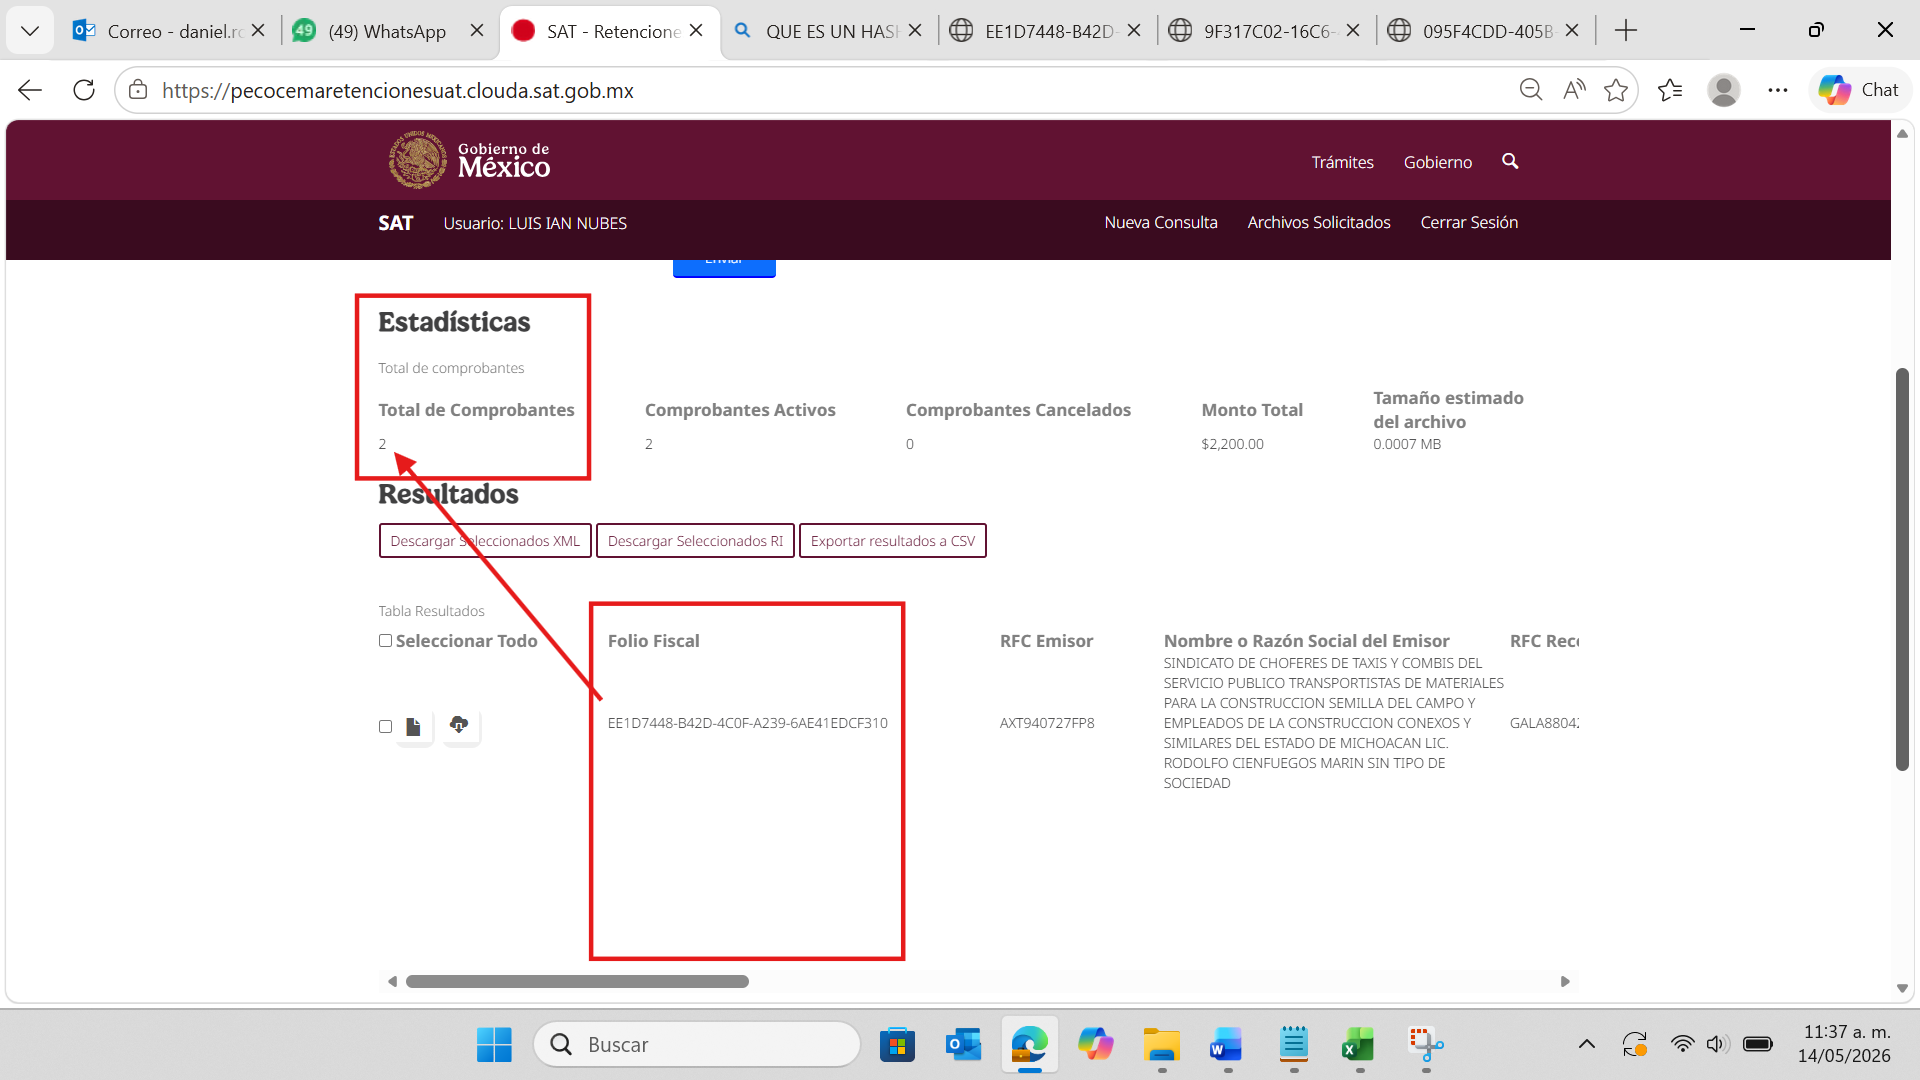 Correo - daniel.ro
(49) WhatsApp
SAT - Retencione
QUE ES UN HASH
EE1D7448-B42D-
9F317C02-16C6-
095F4CDD-405B-
https://pecocemaretencionesuat.clouda.sat.gob.mx
Chat
Gobierno de
México
Trámites
Gobierno
SAT
Usuario: LUIS IAN NUBES
Nueva Consulta
Archivos Solicitados
Cerrar Sesión
Enviar
Estadísticas
Total de comprobantes
Total de Comprobantes
Comprobantes Activos
Comprobantes Cancelados
Monto Total
Tamaño estimado
del archivo
2
2
0
$2,200.00
0.0007 MB
Resultados
Descargar Seleccionados XML
Descargar Seleccionados RI
Exportar resultados a CSV
Tabla Resultados
Seleccionar Todo
Folio Fiscal
RFC Emisor
Nombre o Razón Social del Emisor
RFC Rec
EE1D7448-B42D-4C0F-A239-6AE41EDCF310
AXT940727FP8
SINDICATO DE CHOFERES DE TAXIS Y COMBIS DEL
SERVICIO PUBLICO TRANSPORTISTAS DE MATERIALES
PARA LA CONSTRUCCION SEMILLA DEL CAMPO Y
EMPLEADOS DE LA CONSTRUCCION CONEXOS Y
SIMILARES DEL ESTADO DE MICHOACAN LIC.
RODOLFO CIENFUEGOS MARIN SIN TIPO DE
SOCIEDAD
GALA88042
Buscar
11:37 a. m.
14/05/2026